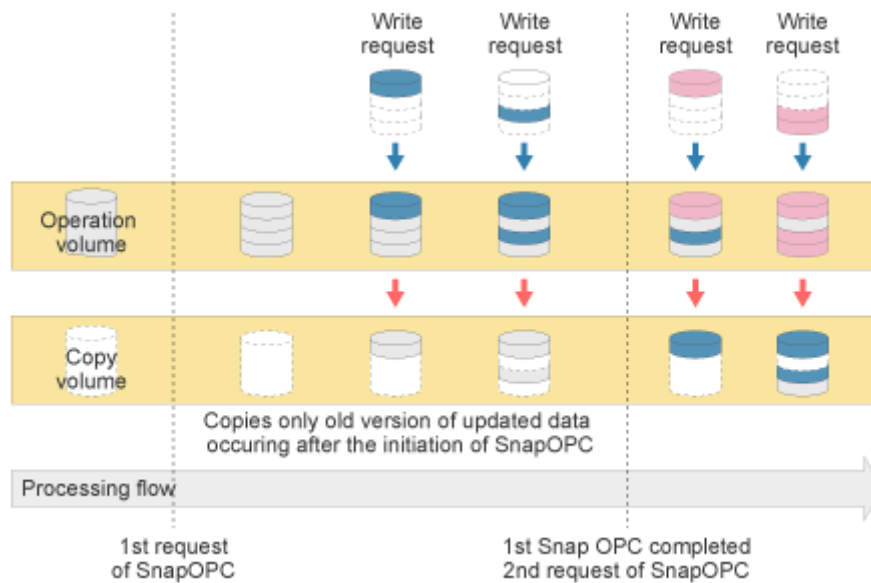 Write
request
Write
request
Write
request
Write
request
Operation
volume
Copy
volume
Copies only old version of updated data
occuring after the initiation of SnapOPC
Processing flow
1st request
of SnapOPC
1st Snap OPC completed
2nd request of SnapOPC